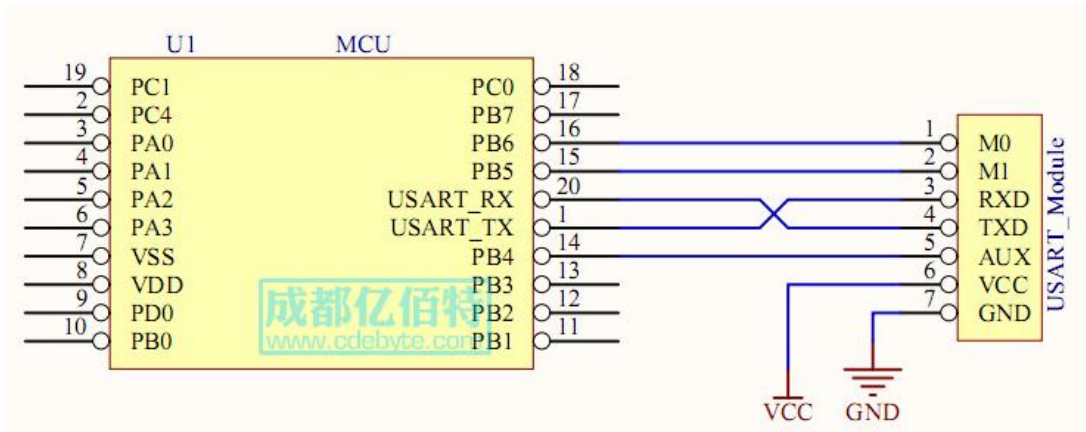 U1 MCU
19 PC1 PC0 18
2 PC4 PB7 17
3 PA0 PB6 16 1 M0
4 PA1 PB5 15 2 M1
5 PA2 USART_RX 20 3 RXD
6 PA3 USART_TX 1 4 TXD
7 VSS PB4 14 5 AUX
8 VDD PB3 13 6 VCC
9 PD0 PB2 12 7 GND
10 PB0 PB1 11
USART_Module
成都亿佰特
www.cdebyte.com
VCC GND